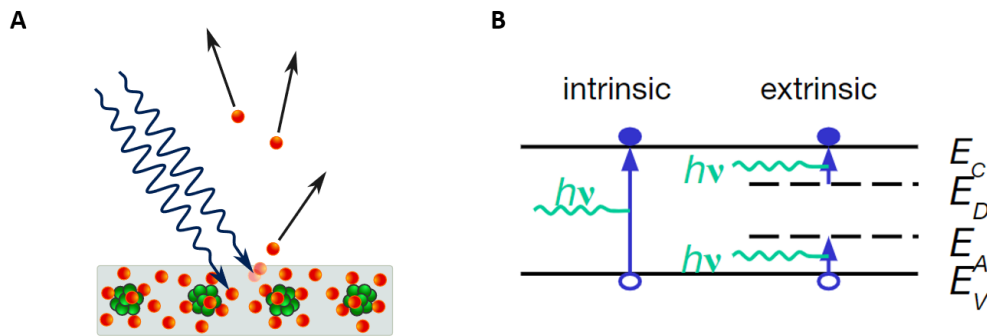 A
B
intrinsic
extrinsic
hν
hν
hν
E_C
E_D
E_A
E_V